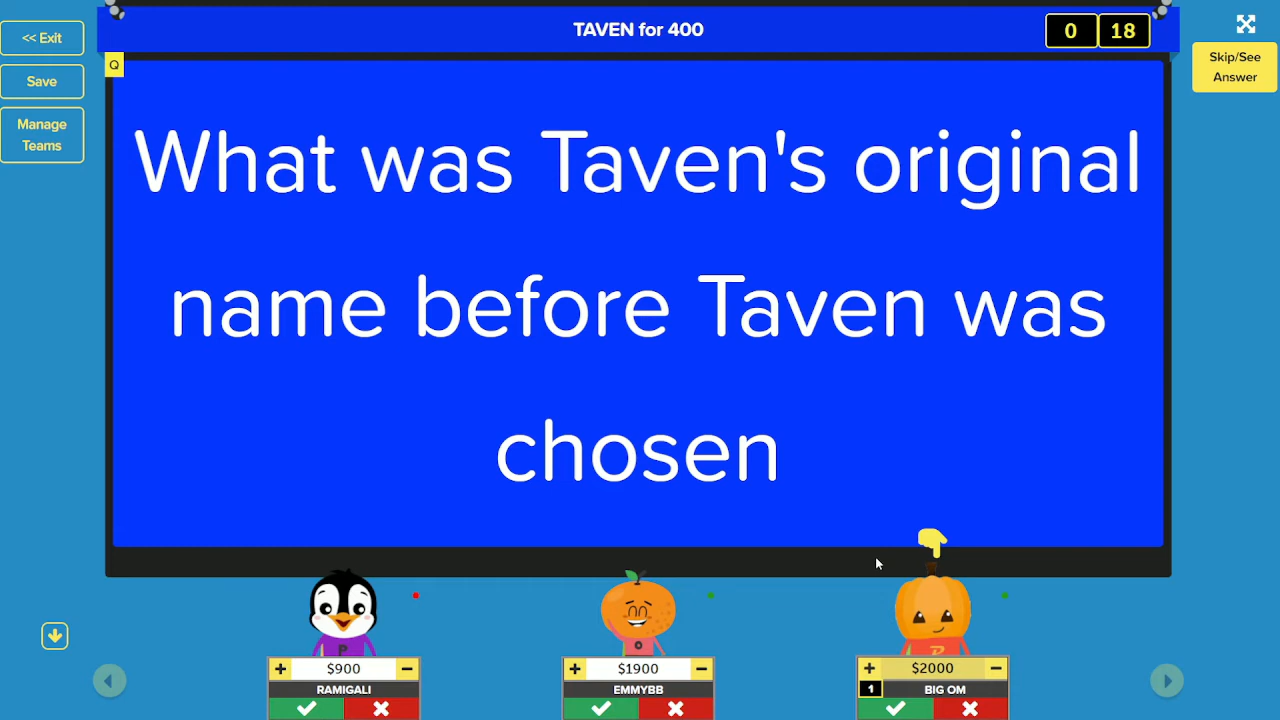 << Exit
TAVEN for 400
0 18
Skip/See
Answer
Q
Save
Manage
Teams
What was Taven's original
name before Taven was
chosen
P
O
P
+ $900 −
+ $1900 −
+ $2000 −
RAMIGALI
EMMYBB
1 BIG OM